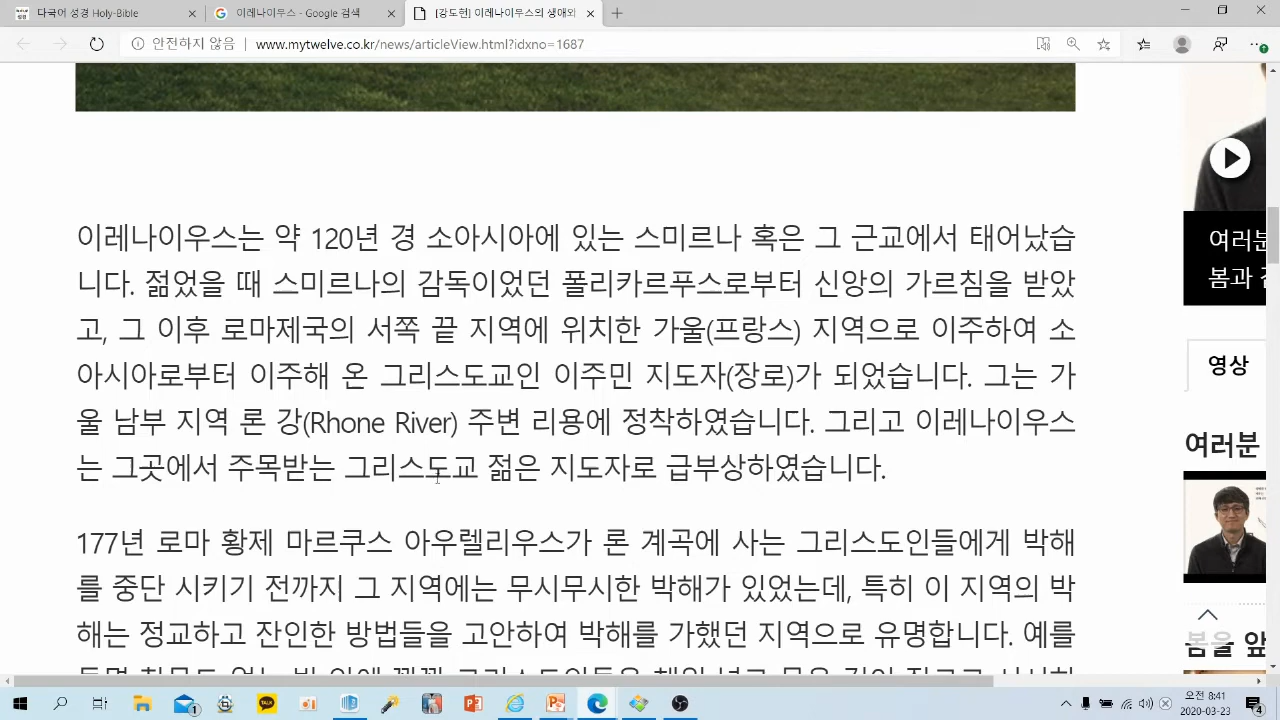 다국어 성경 Holy-Bible
이레나이우스 - Google 검색
[강도헌] 이레나이우스의 생애와
안전하지 않음
www.mytwelve.co.kr/news/articleView.html?idxno=1687
이레나이우스는 약 120년 경 소아시아에 있는 스미르나 혹은 그 근교에서 태어났습
니다. 젊었을 때 스미르나의 감독이었던 폴리카르푸스로부터 신앙의 가르침을 받았
고, 그 이후 로마제국의 서쪽 끝 지역에 위치한 가울(프랑스) 지역으로 이주하여 소
아시아로부터 이주해 온 그리스도교인 이주민 지도자(장로)가 되었습니다. 그는 가
울 남부 지역 론 강(Rhone River) 주변 리용에 정착하였습니다. 그리고 이레나이우스
는 그곳에서 주목받는 그리스도교 젊은 지도자로 급부상하였습니다.
177년 로마 황제 마르쿠스 아우렐리우스가 론 계곡에 사는 그리스도인들에게 박해
를 중단 시키기 전까지 그 지역에는 무시무시한 박해가 있었는데, 특히 이 지역의 박
해는 정교하고 잔인한 방법들을 고안하여 박해를 가했던 지역으로 유명합니다. 예를
여러분
봄과
영상
여러분
봄을 앞
오전 8:41
2020-03-23